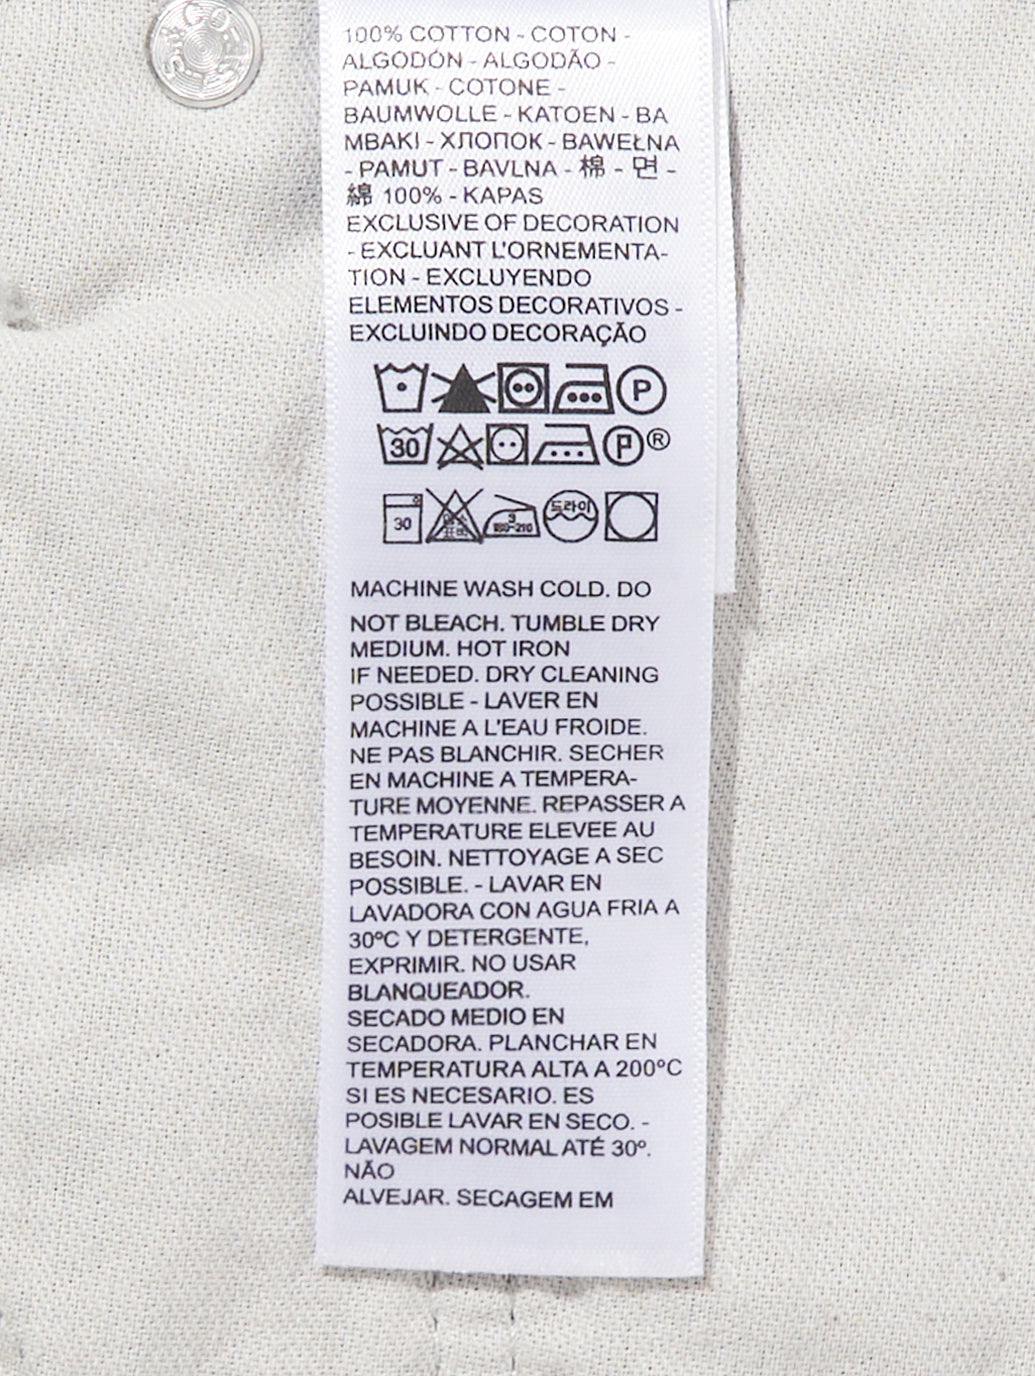 100% COTTON - COTON -
ALGODÓN - ALGODÃO -
PAMUK - COTONE -
BAUMWOLLE - KATOEN - BA
MBAKI - ХЛОПОК - BAWEŁNA
- PAMUT - BAVLNA - 棉 - 면 -
綿 100% - KAPAS
EXCLUSIVE OF DECORATION
- EXCLUANT L'ORNEMENTA-
TION - EXCLUYENDO
ELEMENTOS DECORATIVOS -
EXCLUINDO DECORAÇÃO
P
30 P ®
30 3 180-210 드라이
MACHINE WASH COLD. DO
NOT BLEACH. TUMBLE DRY
MEDIUM. HOT IRON
IF NEEDED. DRY CLEANING
POSSIBLE - LAVER EN
MACHINE A L'EAU FROIDE.
NE PAS BLANCHIR. SECHER
EN MACHINE A TEMPERA-
TURE MOYENNE. REPASSER A
TEMPERATURE ELEVEE AU
BESOIN. NETTOYAGE A SEC
POSSIBLE. - LAVAR EN
LAVADORA CON AGUA FRIA A
30ºC Y DETERGENTE,
EXPRIMIR. NO USAR
BLANQUEADOR.
SECADO MEDIO EN
SECADORA. PLANCHAR EN
TEMPERATURA ALTA A 200ºC
SI ES NECESARIO. ES
POSIBLE LAVAR EN SECO. -
LAVAGEM NORMAL ATÉ 30º.
NÃO
ALVEJAR. SECAGEM EM